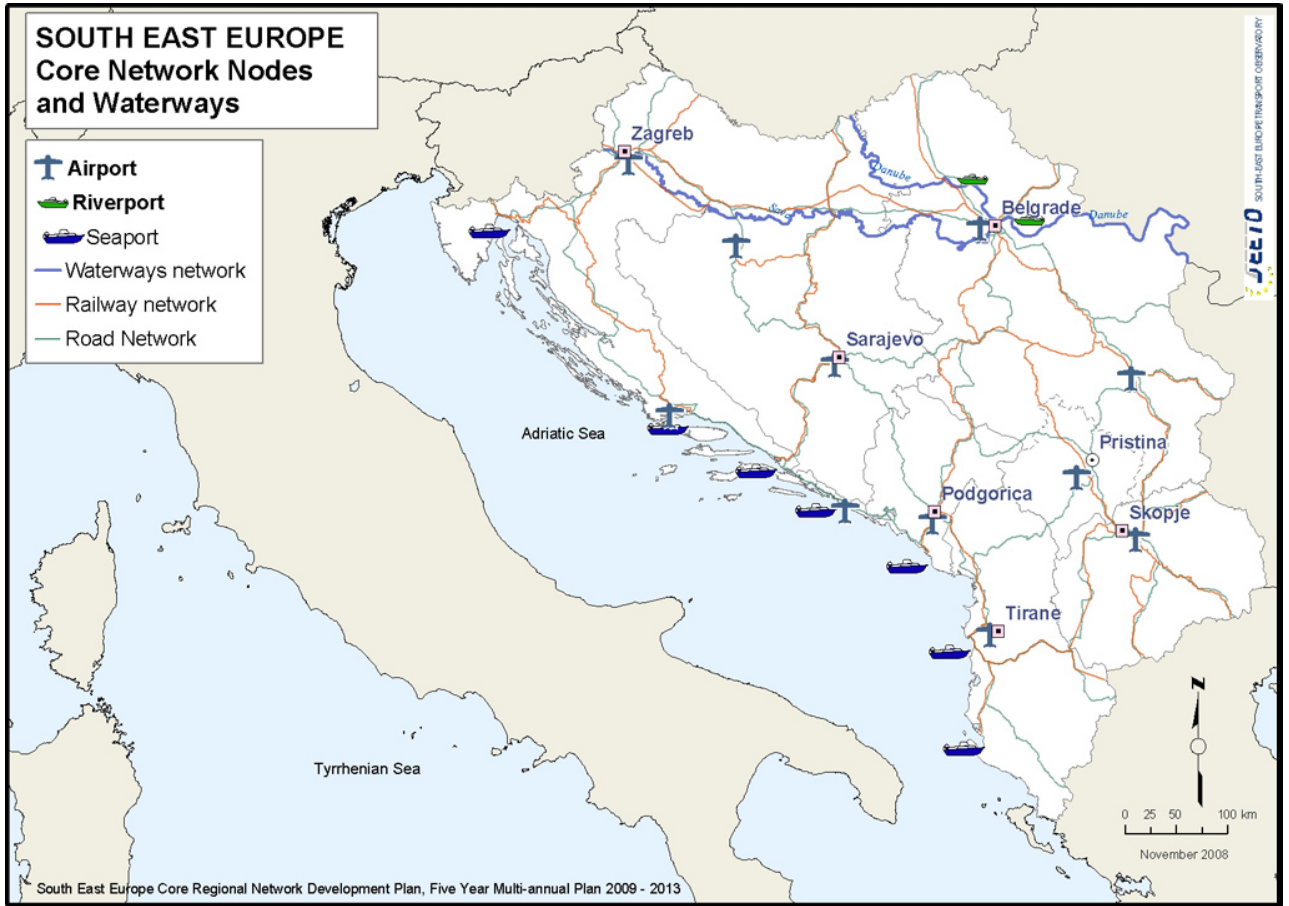 SOUTH EAST EUROPE
Core Network Nodes
and Waterways
Airport
Riverport
Seaport
Waterways network
Railway network
Road Network
SEETO SOUTH-EAST EUROPE TRANSPORT OBSERVATORY
Zagreb
Danube
Sava
Belgrade
Danube
Sarajevo
Adriatic Sea
Pristina
Podgorica
Skopje
Tirane
Tyrrhenian Sea
N
0 25 50 100 km
November 2008
South East Europe Core Regional Network Development Plan, Five Year Multi-annual Plan 2009 - 2013